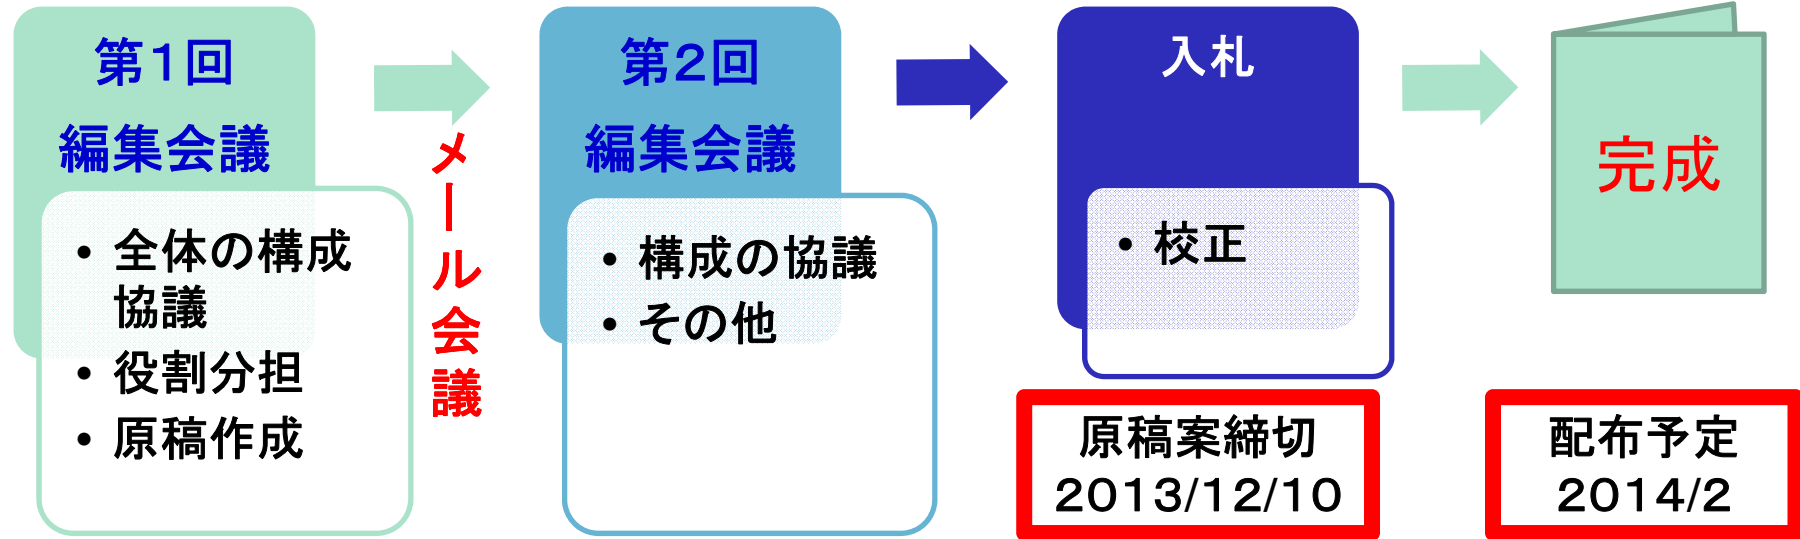 第１回
編集会議
• 全体の構成
協議
• 役割分担
• 原稿作成
メール会議
第２回
編集会議
• 構成の協議
• その他
入札
• 校正
原稿案締切
２０１３/１２/１０
完成
配布予定
２０１４/２